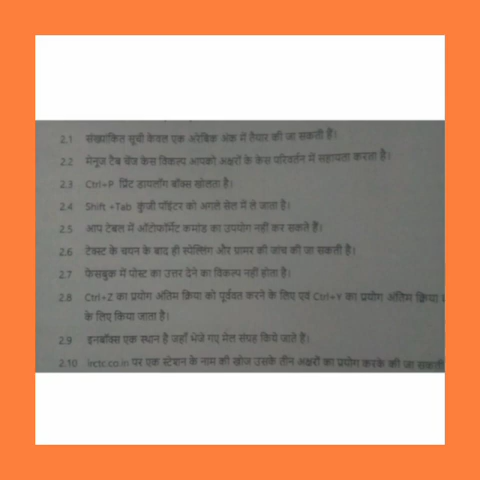 2.1 संख्यांकित सूची केवल एक अरेबिक अंक में तैयार की जा सकती हैं।
2.2 मेनूज टैब चेंज केस विकल्प आपको अक्षरों के केस परिवर्तन में सहायता करता है।
2.3 Ctrl+P प्रिंट डायलॉग बॉक्स खोलता है।
2.4 Shift +Tab कुंजी पॉइंटर को अगले सेल में ले जाता है।
2.5 आप टेबल में ऑटोफॉर्मेट कमांड का उपयोग नहीं कर सकते हैं।
2.6 टेक्स्ट के चयन के बाद ही स्पेलिंग और ग्रामर की जांच की जा सकती है।
2.7 फेसबुक में पोस्ट का उत्तर देने का विकल्प नहीं होता है।
2.8 Ctrl+Z का प्रयोग अंतिम क्रिया को पूर्ववत करने के लिए एवं Ctrl+Y का प्रयोग अंतिम क्रिया
के लिए किया जाता है।
2.9 इनबॉक्स एक स्थान है जहाँ भेजे गए मेल संग्रह किये जाते हैं।
2.10 irctc.co.in पर एक स्टेशन के नाम की खोज उसके तीन अक्षरों का प्रयोग करके की जा सकती